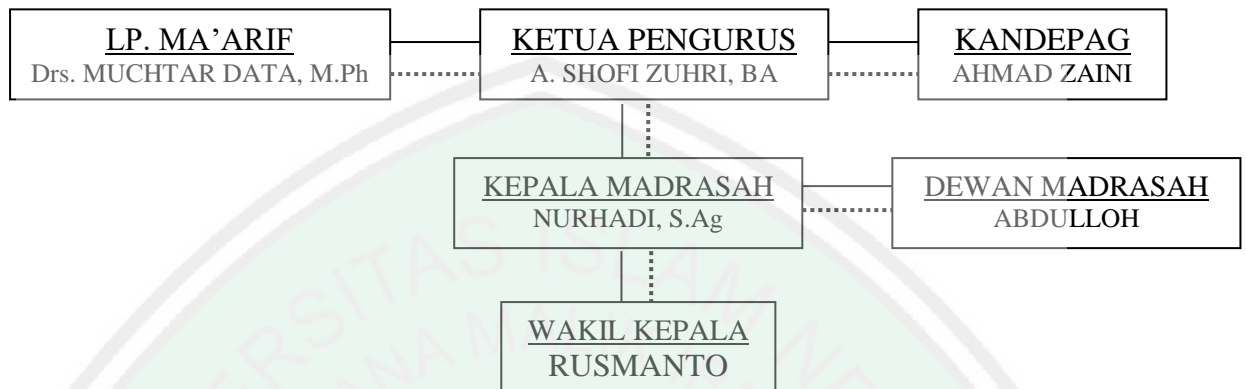 LP. MA’ARIF
Drs. MUCHTAR DATA, M.Ph
KETUA PENGURUS
A. SHOFI ZUHRI, BA
KANDEPAG
AHMAD ZAINI
KEPALA MADRASAH
NURHADI, S.Ag
DEWAN MADRASAH
ABDULLOH
WAKIL KEPALA
RUSMANTO